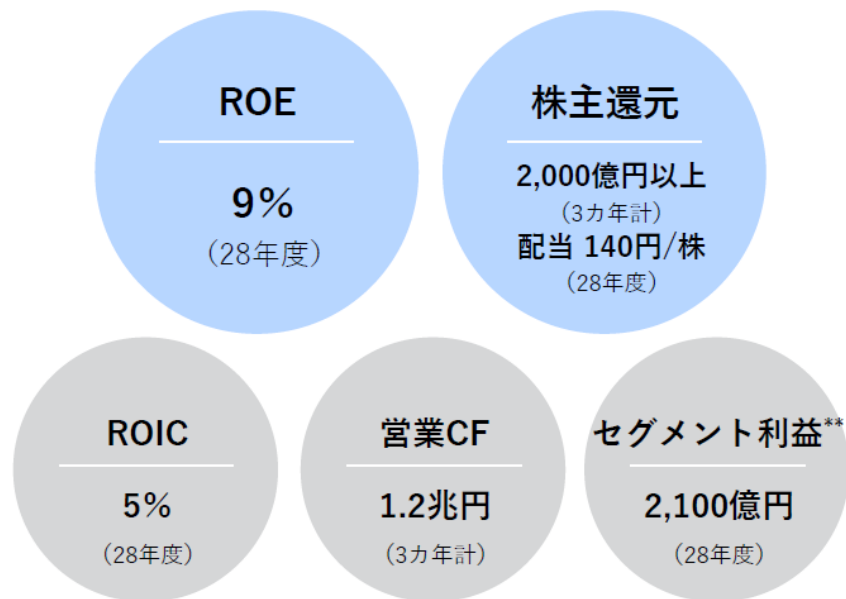 ROE
9%
（28年度）
株主還元
2,000億円以上
（3カ年計）
配当 140円/株
（28年度）
ROIC
5%
（28年度）
営業CF
1.2兆円
（3カ年計）
セグメント利益**
2,100億円
（28年度）